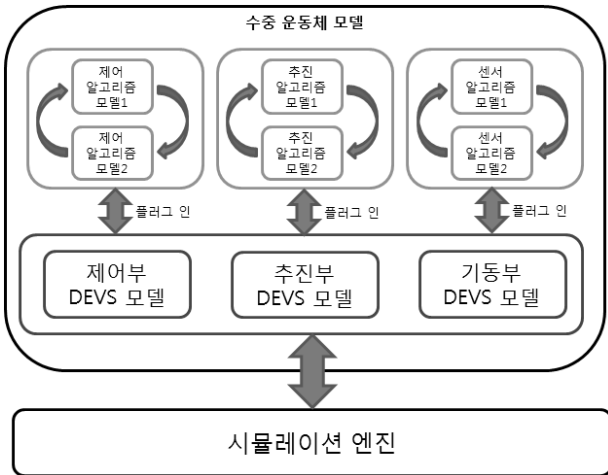 수중 운동체 모델
제어
알고리즘
모델1
제어
알고리즘
모델2
추진
알고리즘
모델1
추진
알고리즘
모델2
센서
알고리즘
모델1
센서
알고리즘
모델2
플러그 인
플러그 인
플러그 인
제어부
DEVS 모델
추진부
DEVS 모델
기동부
DEVS 모델
시뮬레이션 엔진